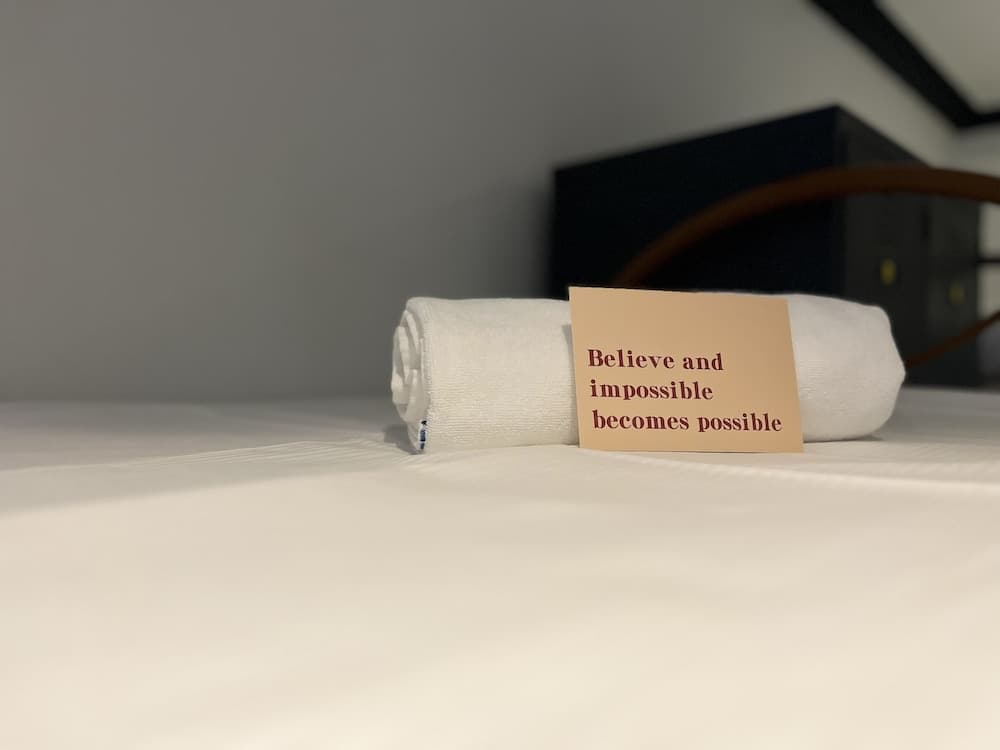 Believe and
impossible
becomes possible